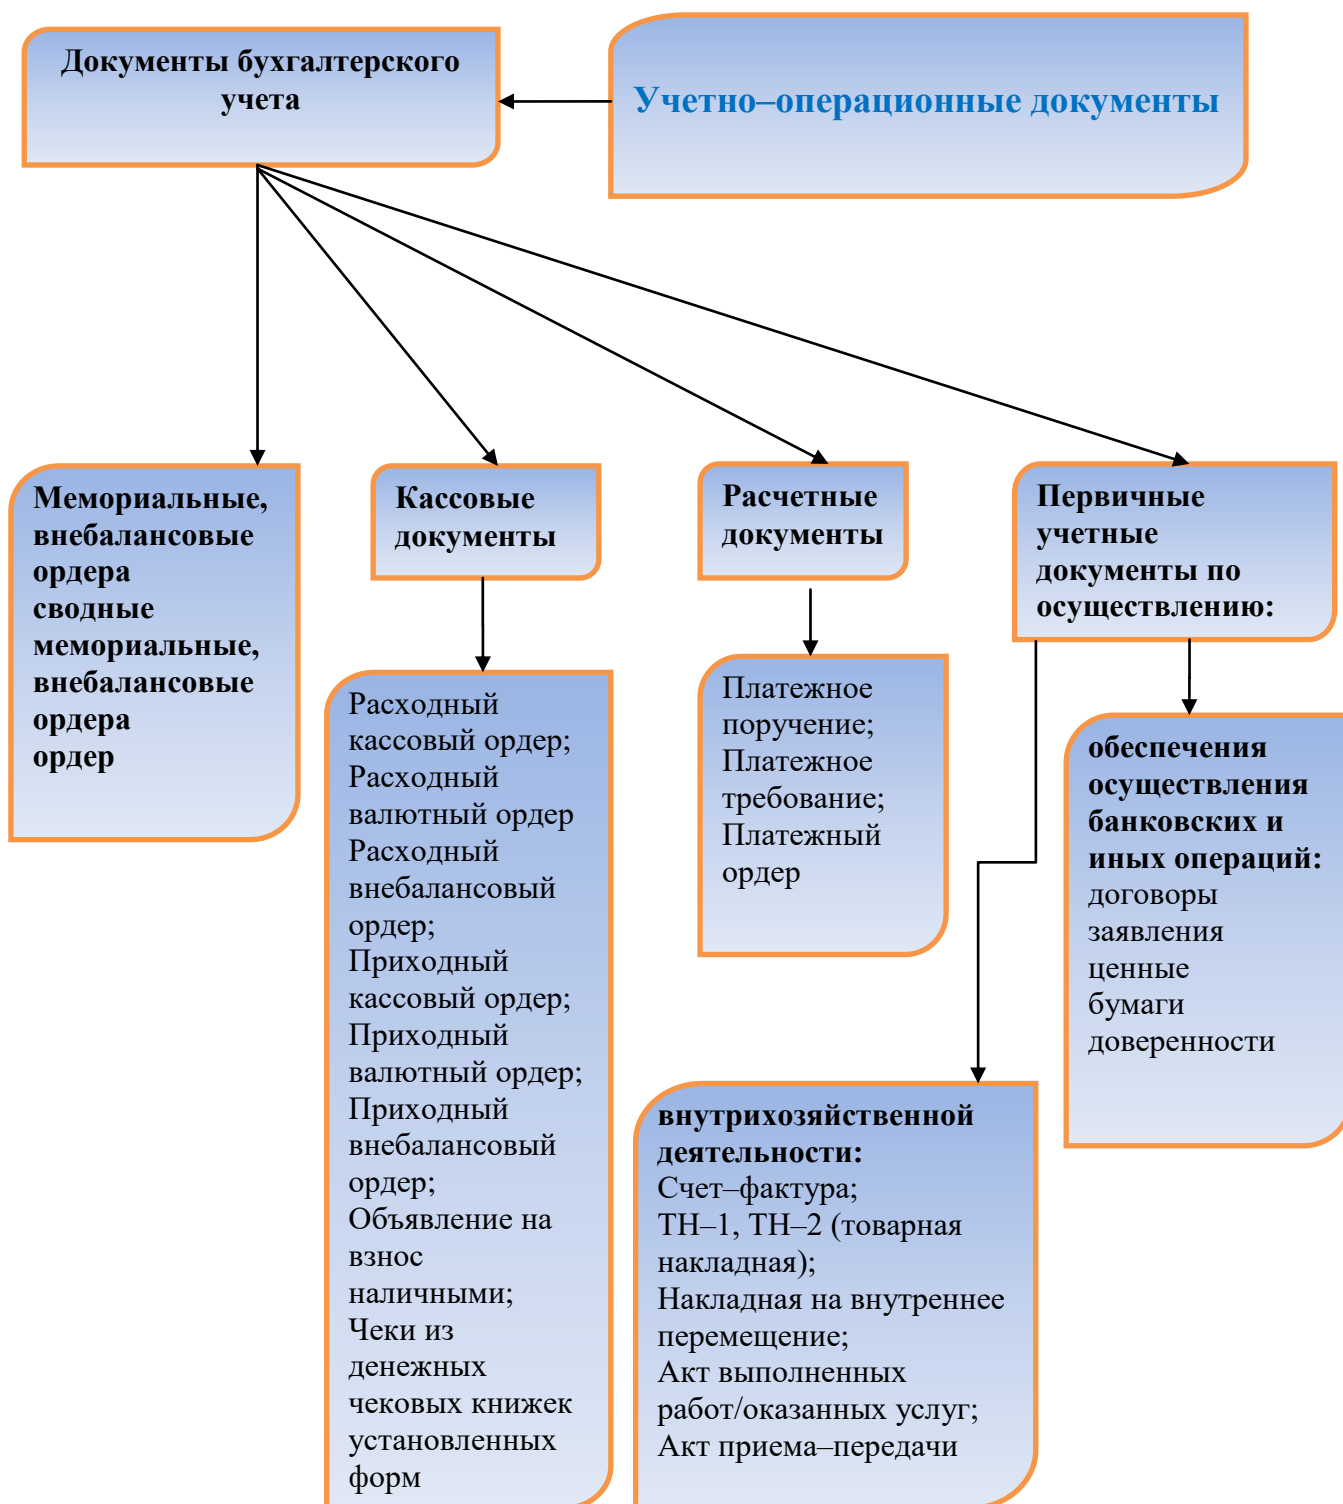 Документы бухгалтерского
учета
Учетно–операционные документы
Мемориальные,
внебалансовые
ордера
сводные
мемориальные,
внебалансовые
ордера
ордер
Кассовые
документы
Расчетные
документы
Первичные
учетные
документы по
осуществлению:
Расходный
кассовый ордер;
Расходный
валютный ордер
Расходный
внебалансовый
ордер;
Приходный
кассовый ордер;
Приходный
валютный ордер;
Приходный
внебалансовый
ордер;
Объявление на
взнос
наличными;
Чеки из
денежных
чековых книжек
установленных
форм
Платежное
поручение;
Платежное
требование;
Платежный
ордер
обеспечения
осуществления
банковских и
иных операций:
договоры
заявления
ценные
бумаги
доверенности
внутрихозяйственной
деятельности:
Счет–фактура;
ТН–1, ТН–2 (товарная
накладная);
Накладная на внутреннее
перемещение;
Акт выполненных
работ/оказанных услуг;
Акт приема–передачи